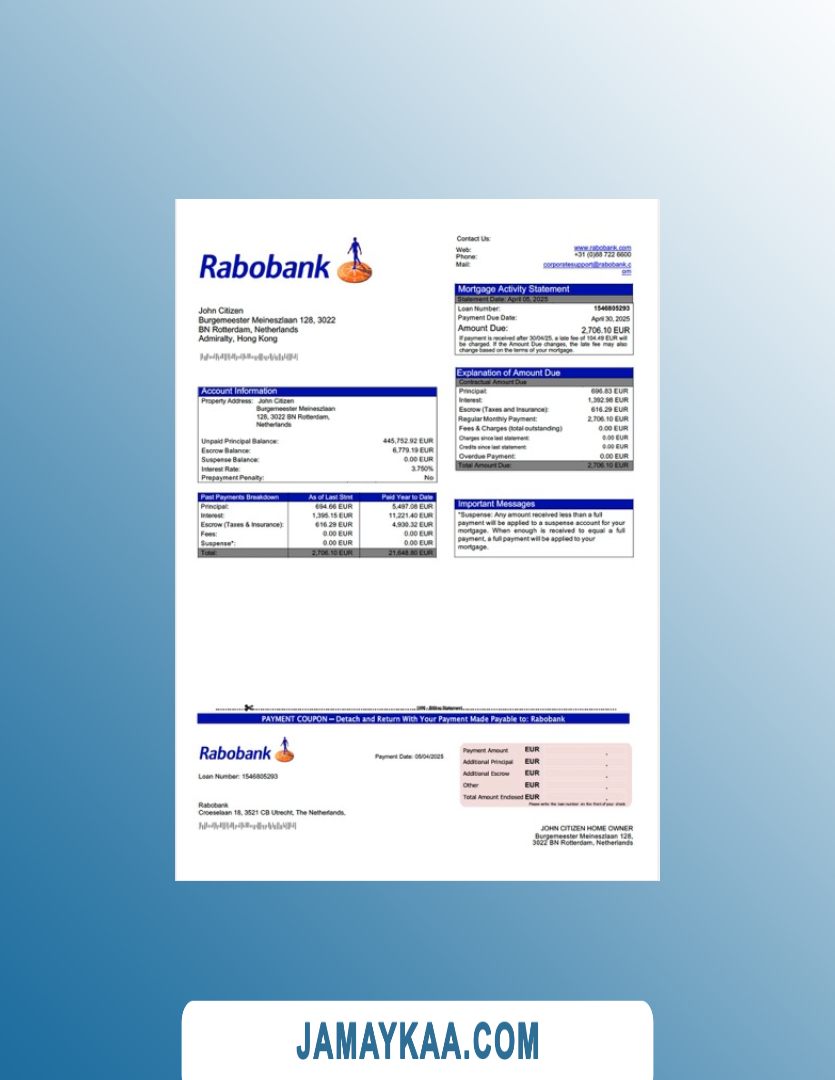 Rabobank
Contact Us:
Web: www.rabobank.com
Phone: +31 (0)88 722 6600
Mail: corporatesupport@rabobank.c
om
Mortgage Activity Statement
Statement Date: April 05, 2025
Loan Number: 1546805293
Payment Due Date: April 30, 2025
Amount Due: 2,706.10 EUR
If payment is received after 30/04/25, a late fee of 104.49 EUR will
be charged. If the Amount Due changes, the late fee may also
change based on the terms of your mortgage.
John Citizen
Burgemeester Meineszlaan 128, 3022
BN Rotterdam, Netherlands
Admiralty, Hong Kong
Explanation of Amount Due
Contractual Amount Due
Principal: 696.83 EUR
Interest: 1,392.98 EUR
Escrow (Taxes and Insurance): 616.29 EUR
Regular Monthly Payment: 2,706.10 EUR
Fees & Charges (total outstanding) 0.00 EUR
Charges since last statement: 0.00 EUR
Credits since last statement: 0.00 EUR
Overdue Payment: 0.00 EUR
Total Amount Due: 2,706.10 EUR
Account Information
Property Address: John Citizen
Burgemeester Meineszlaan
128, 3022 BN Rotterdam,
Netherlands
Unpaid Principal Balance: 445,752.92 EUR
Escrow Balance: 6,779.19 EUR
Suspense Balance: 0.00 EUR
Interest Rate: 3.750%
Prepayment Penalty: No
Past Payments Breakdown As of Last Stmt Paid Year to Date
Principal: 694.66 EUR 5,497.08 EUR
Interest: 1,395.15 EUR 11,221.40 EUR
Escrow (Taxes & Insurance): 616.29 EUR 4,930.32 EUR
Fees: 0.00 EUR 0.00 EUR
Suspense*: 0.00 EUR 0.00 EUR
Total: 2,706.10 EUR 21,648.80 EUR
Important Messages
*Suspense: Any amount received less than a full
payment will be applied to a suspense account for your
mortgage. When enough is received to equal a full
payment, a full payment will be applied to your
mortgage.
Billing Statement
PAYMENT COUPON – Detach and Return With Your Payment Made Payable to: Rabobank
Rabobank
Payment Date: 05/04/2025
Loan Number: 1546805293
Payment Amount EUR .
Additional Principal EUR .
Additional Escrow EUR .
Other EUR .
Total Amount Enclosed EUR .
Please write the loan number on the front of your check.
Rabobank
Croeselaan 18, 3521 CB Utrecht, The Netherlands,
JOHN CITIZEN HOME OWNER
Burgemeester Meineszlaan 128,
3022 BN Rotterdam, Netherlands
JAMAYKAA.COM